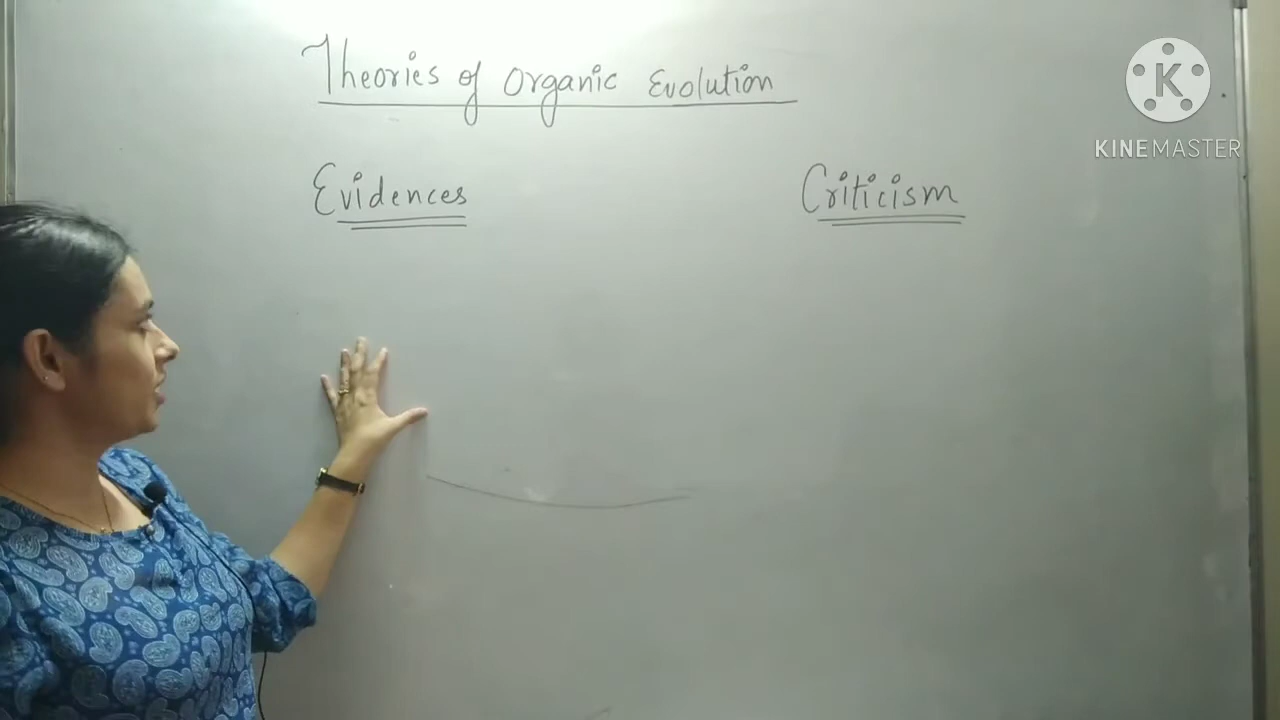 Theories of Organic Evolution
Evidences
Criticism
K
KINEMASTER